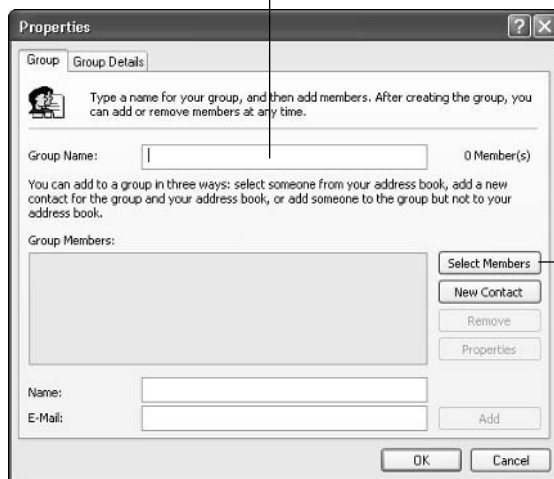 Properties
Group Group Details
Type a name for your group, and then add members. After creating the group, you
can add or remove members at any time.
Group Name: 0 Member(s)
You can add to a group in three ways: select someone from your address book, add a new
contact for the group and your address book, or add someone to the group but not to your
address book.
Group Members:
Select Members
New Contact
Remove
Properties
Name:
E-Mail: Add
OK Cancel